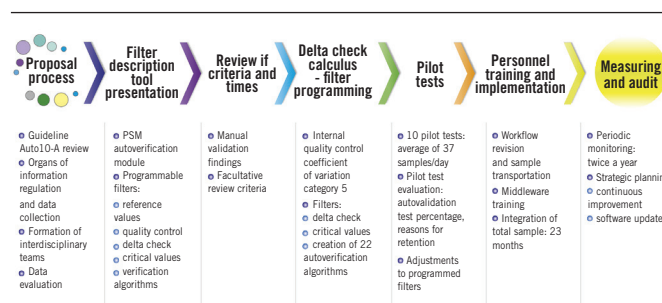 Proposal
process
Filter
description
tool
presentation
Review if
criteria and
times
Delta check
calculus
- filter
programming
Pilot
tests
Personnel
training and
implementation
Measuring
and audit
Guideline
Auto10-A review
Organs of
information
regulation
and data
collection
Formation of
interdisciplinary
teams
Data
evaluation
PSM
autoverification
module
Programmable
filters:
reference
values
quality control
delta check
critical values
verification
algorithms
Manual
validation
findings
Facultative
review criteria
Internal
quality control
coefficient
of variation
category 5
Filters:
delta check
critical values
creation of 22
autoverification
algorithms
10 pilot tests:
average of 37
samples/day
Pilot test
evaluation:
autovalidation
test percentage,
reasons for
retention
Adjustments
to programmed
filters
Workflow
revision
and sample
transportation
Middleware
training
Integration of
total sample: 23
months
Periodic
monitoring:
twice a year
Strategic plannin
continuous
improvement
software update